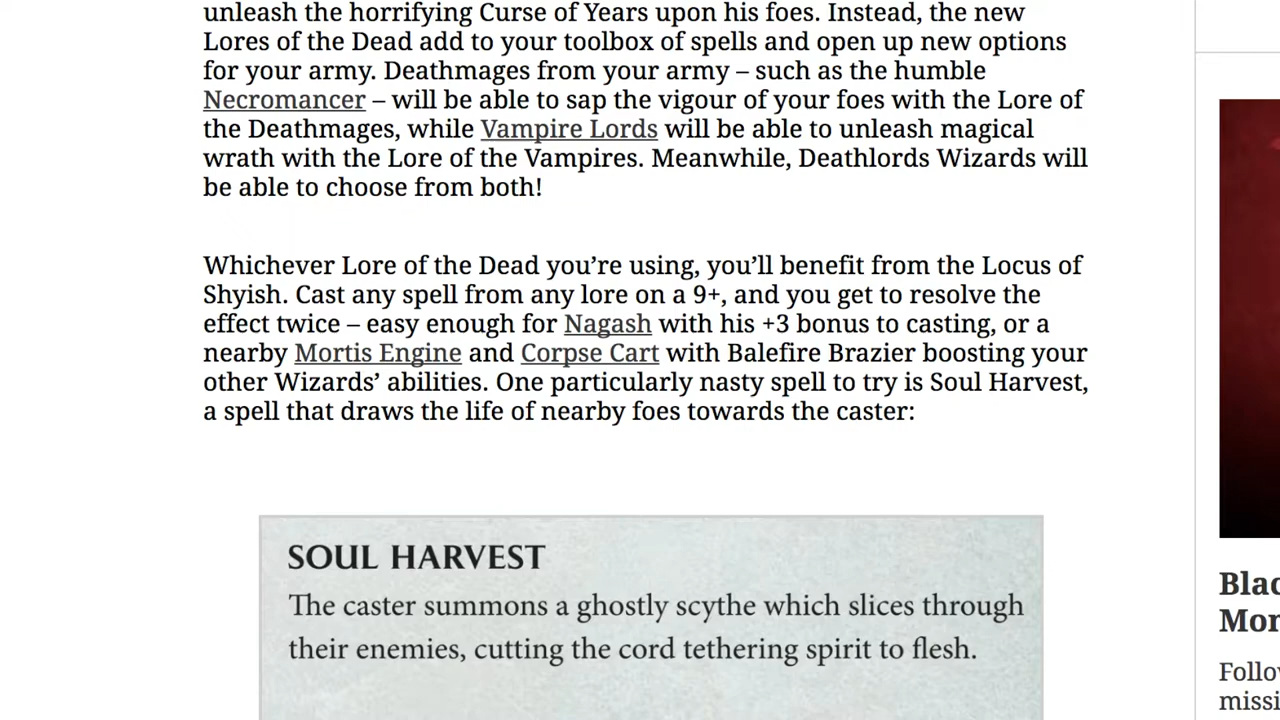 unleash the horrifying Curse of Years upon his foes. Instead, the new
Lores of the Dead add to your toolbox of spells and open up new options
for your army. Deathmages from your army – such as the humble
Necromancer – will be able to sap the vigour of your foes with the Lore of
the Deathmages, while Vampire Lords will be able to unleash magical
wrath with the Lore of the Vampires. Meanwhile, Deathlords Wizards will
be able to choose from both!
Whichever Lore of the Dead you’re using, you’ll benefit from the Locus of
Shyish. Cast any spell from any lore on a 9+, and you get to resolve the
effect twice – easy enough for Nagash with his +3 bonus to casting, or a
nearby Mortis Engine and Corpse Cart with Balefire Brazier boosting your
other Wizards’ abilities. One particularly nasty spell to try is Soul Harvest,
a spell that draws the life of nearby foes towards the caster:
SOUL HARVEST
The caster summons a ghostly scythe which slices through
their enemies, cutting the cord tethering spirit to flesh.